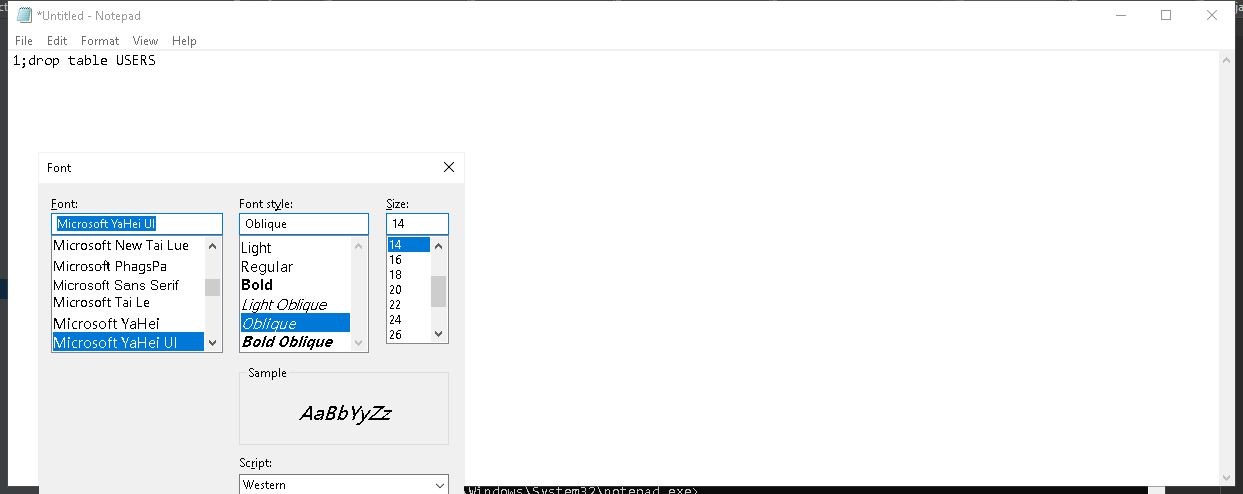 *Untitled - Notepad
File Edit Format View Help
1;drop table USERS
Font
Font: Font style: Size:
Microsoft YaHei UI Oblique 14
Microsoft New Tai Lue Light 14
Microsoft PhagsPa Regular 16
Microsoft Sans Serif Bold 18
Microsoft Tai Le Light Oblique 20
Microsoft YaHei Oblique 22
Microsoft YaHei UI Bold Oblique 24
26
Sample
AaBbYyZz
Script:
Western
\Windows\System32\notepad.exe>